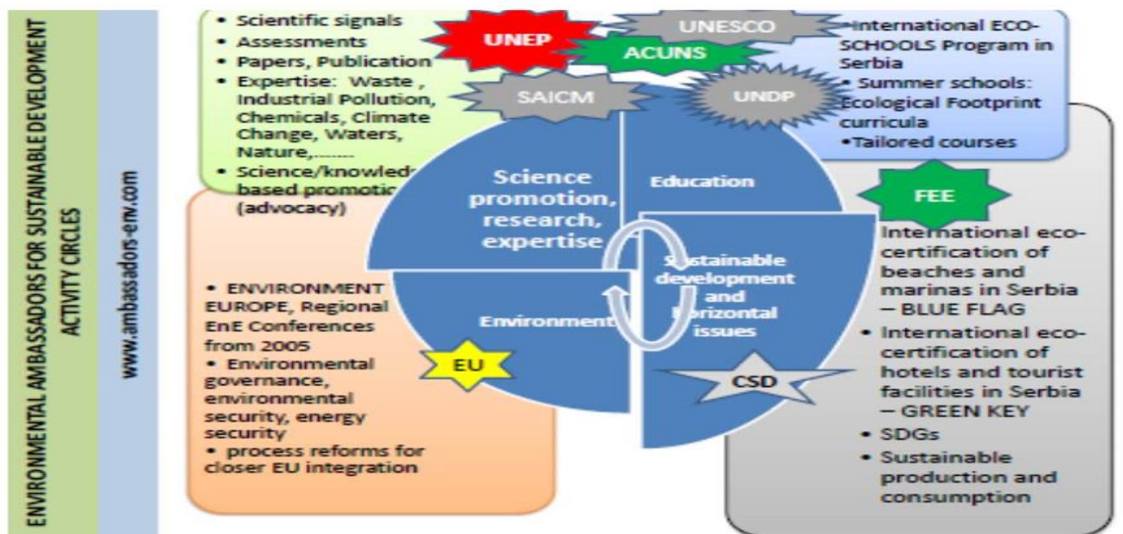 ENVIRONMENTAL AMBASSADORS FOR SUSTAINABLE DEVELOPMENT
ACTIVITY CIRCLES
www.ambassadors-env.com
• Scientific signals
• Assessments
• Papers, Publication
• Expertise: Waste,
Industrial Pollution,
Chemicals, Climate
Change, Waters,
Nature,.......
• Science/knowled
based promotio
(advocacy)
UNEP
UNESCO
ACUNS
SAICM
UNDP
•International ECO-
SCHOOLS Program in
Serbia
• Summer schools:
Ecological Footprint
curricula
•Tailored courses
Science
promotion,
research,
expertise
Education
Environment
Sustainable
development
and
horizontal
issues
FEE
International eco-
certification of
beaches and
marinas in Serbia
– BLUE FLAG
• International eco-
certification of
hotels and tourist
facilities in Serbia
– GREEN KEY
• SDGs
• Sustainable
production and
consumption
• ENVIRONMENT
EUROPE, Regional
EnE Conferences
from 2005
• Environmental
governance,
environmental
security, energy
security
• process reforms for
closer EU integration
EU
CSD